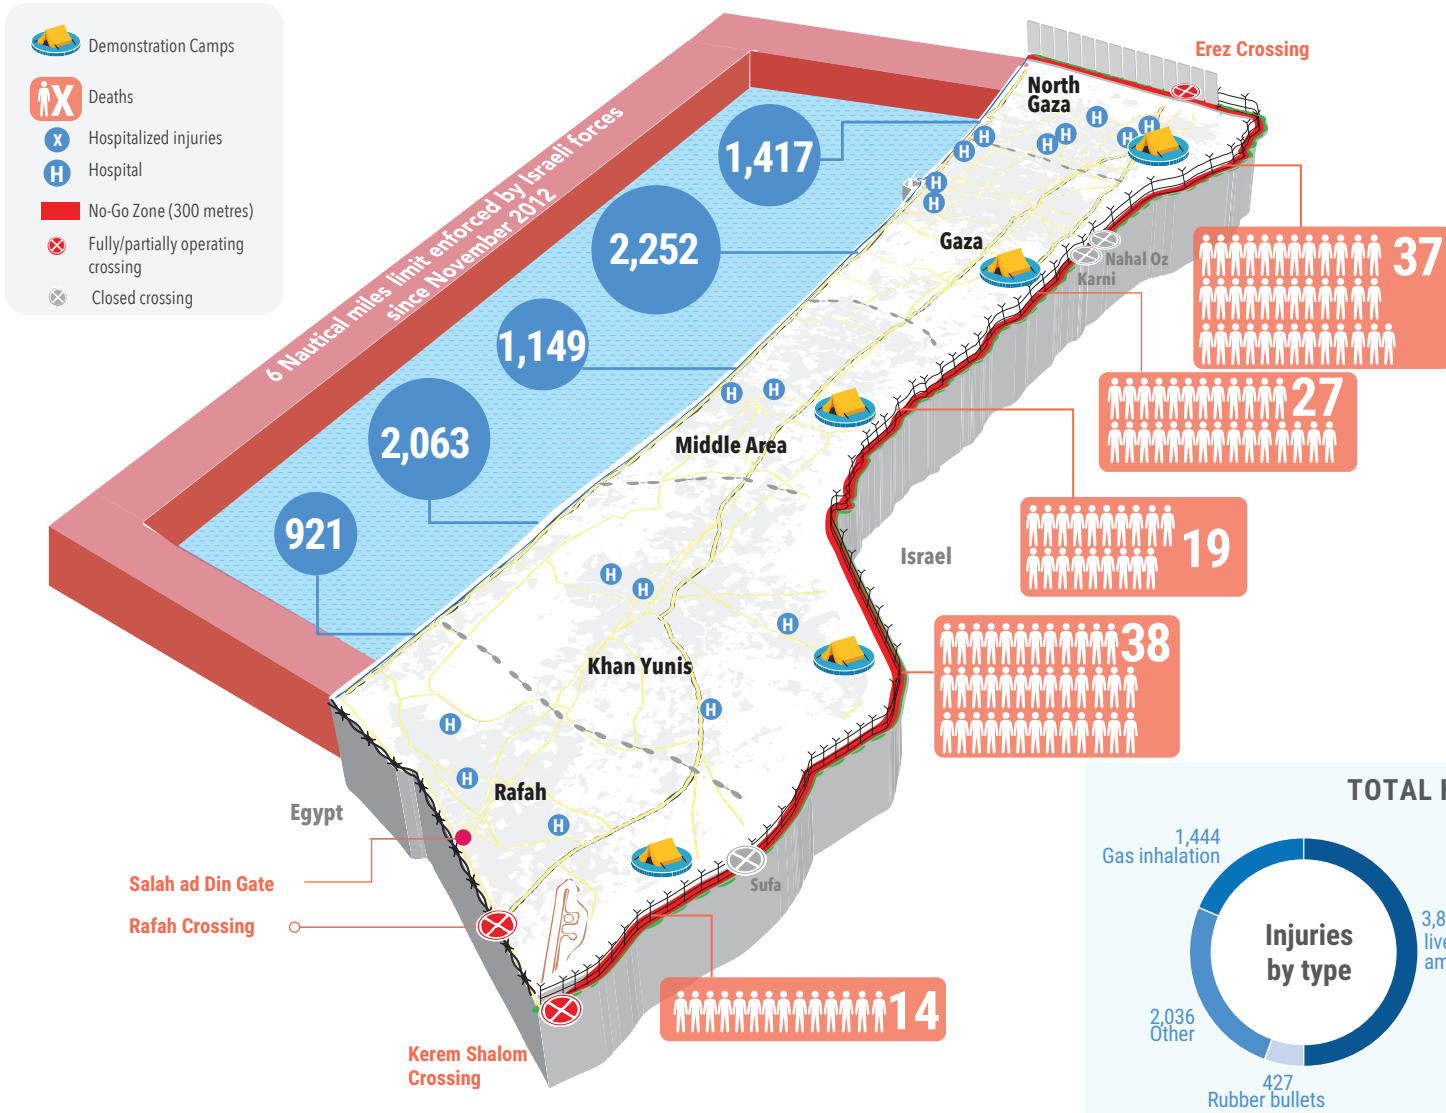 Demonstration Camps
X
Deaths
X
Hospitalized injuries
H
Hospital
No-Go Zone (300 metres)
Fully/partially operating
crossing
Closed crossing
6 Nautical miles limit enforced by Israeli forces
since November 2012
Erez Crossing
North
Gaza
1,417
2,252
1,149
2,063
921
H
H
H
H
H
H
H
H
H
Gaza
Nahal Oz
Karni
37
27
19
38
14
H
H
Middle Area
Israel
H
H
H
Khan Yunis
H
H
H
H
Rafah
Egypt
Sufa
Salah ad Din Gate
Rafah Crossing
Kerem Shalom
Crossing
TOTAL
1,444
Gas inhalation
3,8
Injuries
by type
2,036
Other
427
Rubber bullets